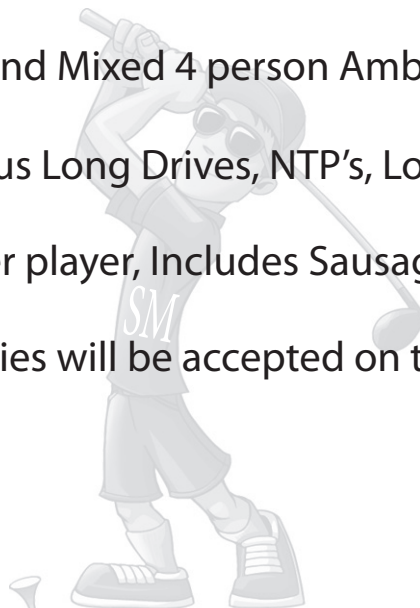 nd Mixed 4 person Amb
us Long Drives, NTP's, Lo
r player, Includes Sausag
SM
ies will be accepted on t